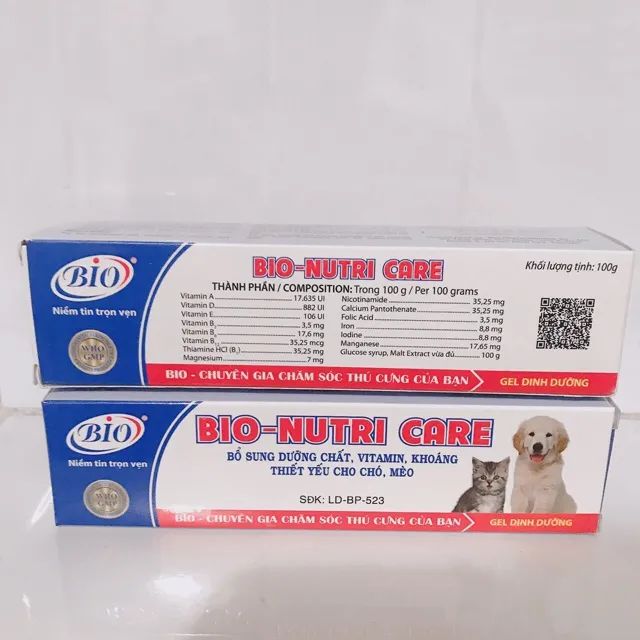 BIO
Niềm tin trọn vẹn
WHO
GMP
BIO-NUTRI CARE
Khối lượng tịnh: 100g
THÀNH PHẦN / COMPOSITION: Trong 100 g / Per 100 grams
Vitamin A 17.635 UI
Vitamin D 882 UI
Vitamin E 106 UI
Vitamin B 3,5 mg
Vitamin B 17,6 mg
Vitamin B 35,25 mcg
Thiamine HCl (B₁) 35,25 mg
Magnesium 7 mg
Nicotinamide 35,25 mg
Calcium Pantothenate 35,25 mg
Folic Acid 3,5 mg
Iron 8,8 mg
Iodine 8,8 mg
Manganese 17,65 mg
Glucose syrup, Malt Extract vừa đủ 100 g
BIO - CHUYÊN GIA CHĂM SÓC THÚ CƯNG CỦA BẠN
GEL DINH DƯỠNG
BIO
Niềm tin trọn vẹn
WHO
GMP
BIO-NUTRI CARE
BỔ SUNG DƯỠNG CHẤT, VITAMIN, KHOÁNG
THIẾT YẾU CHO CHÓ, MÈO
SĐK: LD-BP-523
BIO - CHUYÊN GIA CHĂM SÓC THÚ CƯNG CỦA BẠN
GEL DINH DƯỠNG